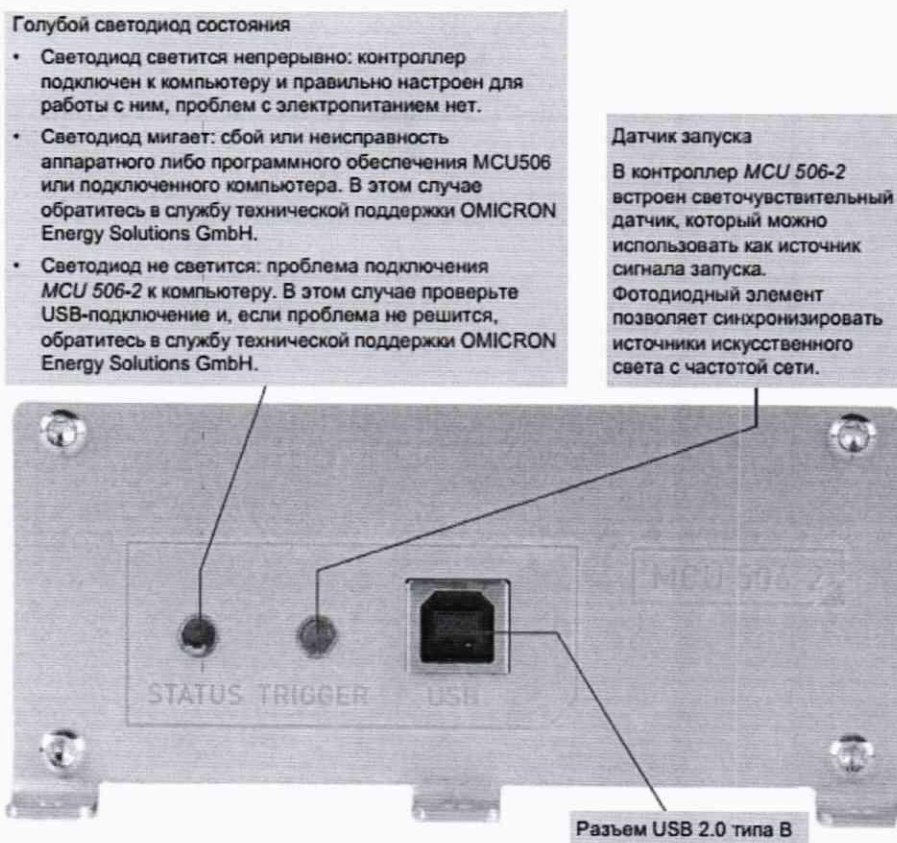 Голубой светодиод состояния
• Светодиод светится непрерывно: контроллер
подключен к компьютеру и правильно настроен для
работы с ним, проблем с электропитанием нет.
• Светодиод мигает: сбой или неисправность
аппаратного либо программного обеспечения MCU506
или подключенного компьютера. В этом случае
обратитесь в службу технической поддержки OMICRON
Energy Solutions GmbH.
• Светодиод не светится: проблема подключения
MCU 506-2 к компьютеру. В этом случае проверьте
USB-подключение и, если проблема не решится,
обратитесь в службу технической поддержки OMICRON
Energy Solutions GmbH.
Датчик запуска
В контроллер MCU 506-2
встроен светочувствительный
датчик, который можно
использовать как источник
сигнала запуска.
Фотодиодный элемент
позволяет синхронизировать
источники искусственного
света с частотой сети.
MCU 506-2
STATUS TRIGGER USB
Разъем USB 2.0 типа B